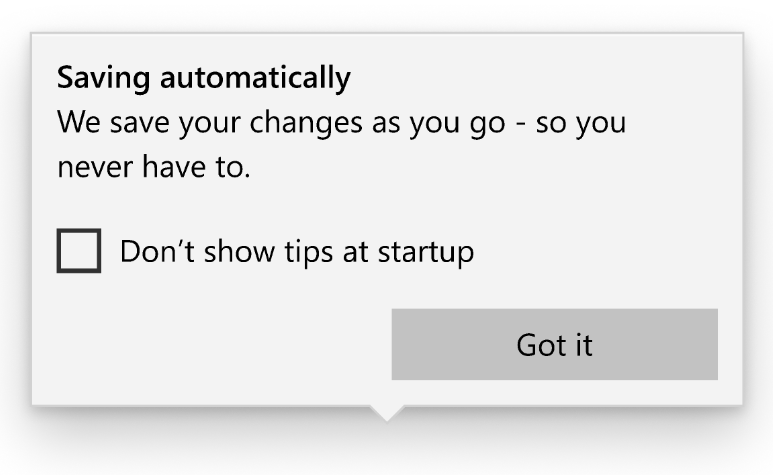 Saving automatically
We save your changes as you go - so you
never have to.
Don’t show tips at startup
Got it